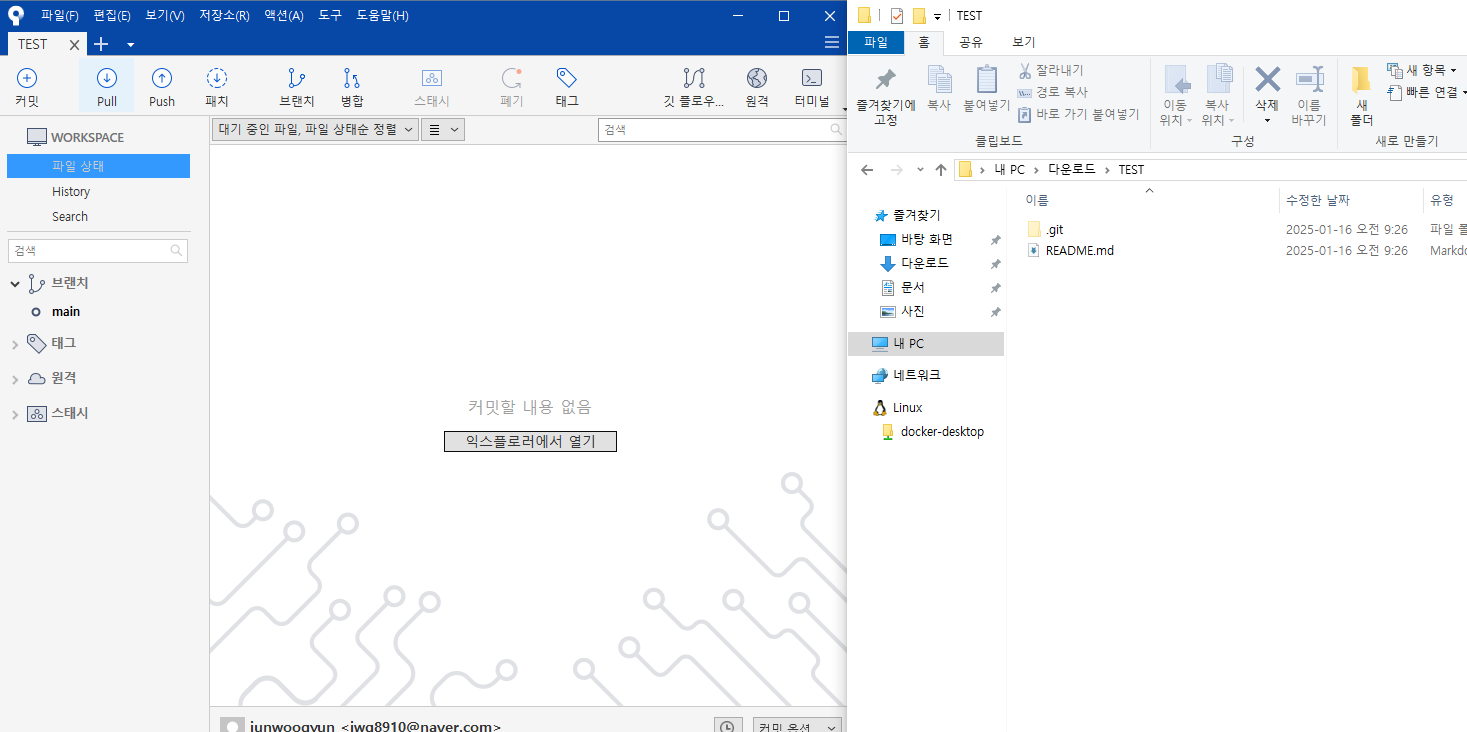 파일(F) 편집(E) 보기(V) 저장소(R) 액션(A) 도구 도움말(H)
TEST
커밋 Pull Push 패치 브랜치 병합 스태시 폐기 태그 깃 플로우... 원격 터미널
WORKSPACE
파일 상태
History
Search
검색
브랜치
main
태그
원격
스태시
대기 중인 파일, 파일 상태순 정렬
검색
커밋할 내용 없음
익스플로러에서 열기
junwoogyun <jwg8910@naver.com>
커밋 옵션
TEST
파일 홈 공유 보기
즐겨찾기에
고정
복사
붙여넣기
잘라내기
경로 복사
바로 가기 붙여넣기
클립보드
이동
위치
복사
위치
삭제
이름
바꾸기
구성
새
폴더
새 항목
빠른 연결
새로 만들기
내 PC 다운로드 TEST
이름 수정한 날짜 유형
.git 2025-01-16 오전 9:26 파일
README.md 2025-01-16 오전 9:26 Markdo
즐겨찾기
바탕 화면
다운로드
문서
사진
내 PC
네트워크
Linux
docker-desktop